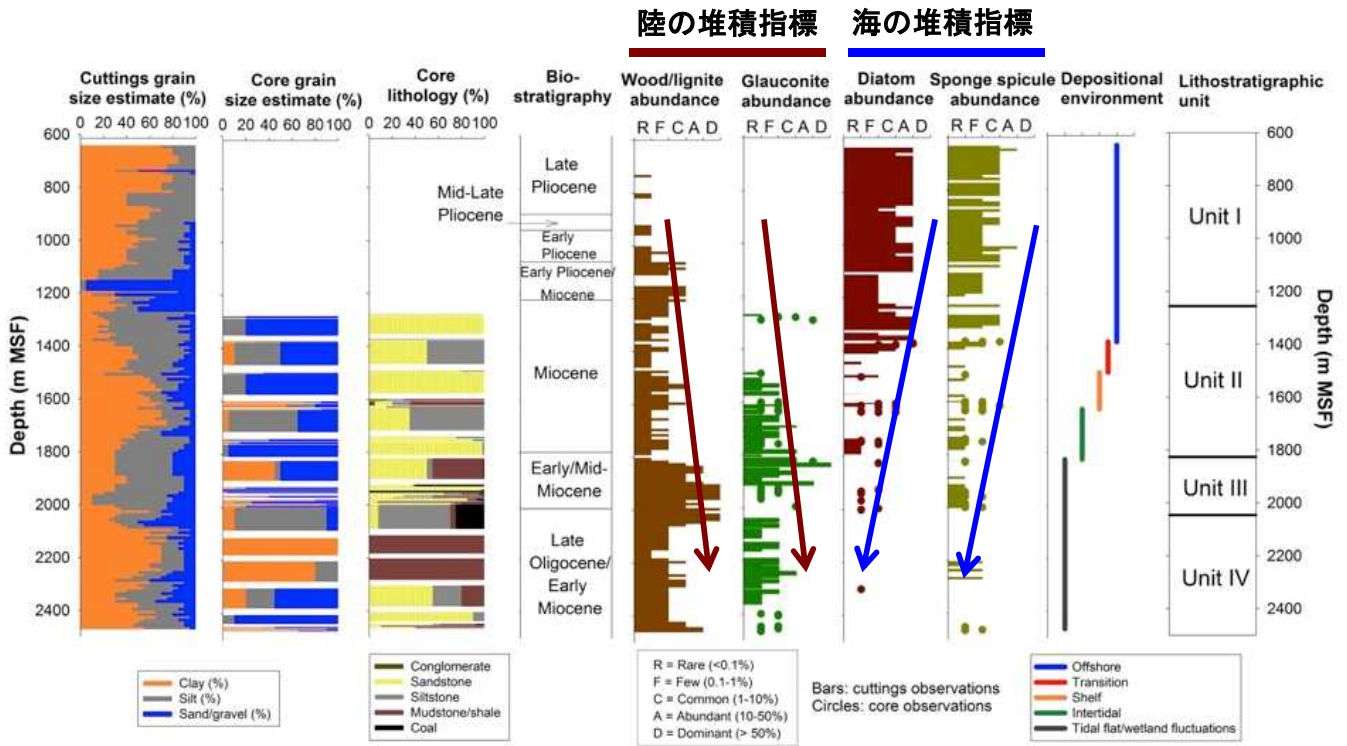 陸の堆積指標
海の堆積指標
Cuttings grain
size estimate (%)
0 20 40 60 80 100
Core grain
size estimate (%)
0 20 40 60 80 100
Core
lithology (%)
0 20 40 60 80 100
Bio-
stratigraphy
Wood/lignite
abundance
R F C A D
Glauconite
abundance
R F C A D
Diatom
abundance
R F C A D
Sponge spicule
abundance
R F C A D
Depositional
environment
Lithostratigraphic
unit
Depth (m MSF)
600
800
1000
1200
1400
1600
1800
2000
2200
2400
Late
Pliocene
Mid-Late
Pliocene
Early
Pliocene
Early Pliocene/
Miocene
Miocene
Early/Mid-
Miocene
Late
Oligocene/
Early
Miocene
Unit I
Unit II
Unit III
Unit IV
600
800
1000
1200
1400
1600
1800
2000
2200
2400
Depth (m MSF)
Clay (%)
Silt (%)
Sand/gravel (%)
Conglomerate
Sandstone
Siltstone
Mudstone/shale
Coal
R = Rare (<0.1%)
F = Few (0.1-1%)
C = Common (1-10%)
A = Abundant (10-50%)
D = Dominant (> 50%)
Bars: cuttings observations
Circles: core observations
Offshore
Transition
Shelf
Intertidal
Tidal flat/wetland fluctuations